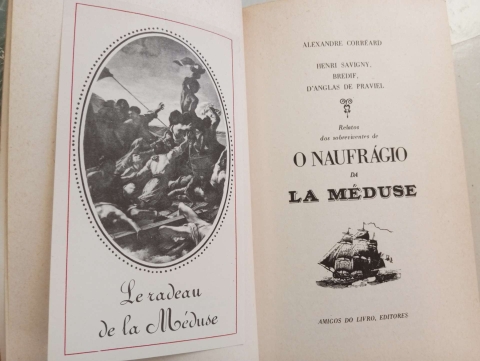 Le radeau
de la Méduse
ALEXANDRE CORRÉARD
HENRI SAVIGNY,
BREDIF,
D'ANGLAS DE PRAVIEL
Relatos
dos sobreviventes de
O NAUFRÁGIO
DA
LA MÉDUSE
AMIGOS DO LIVRO, EDITORES